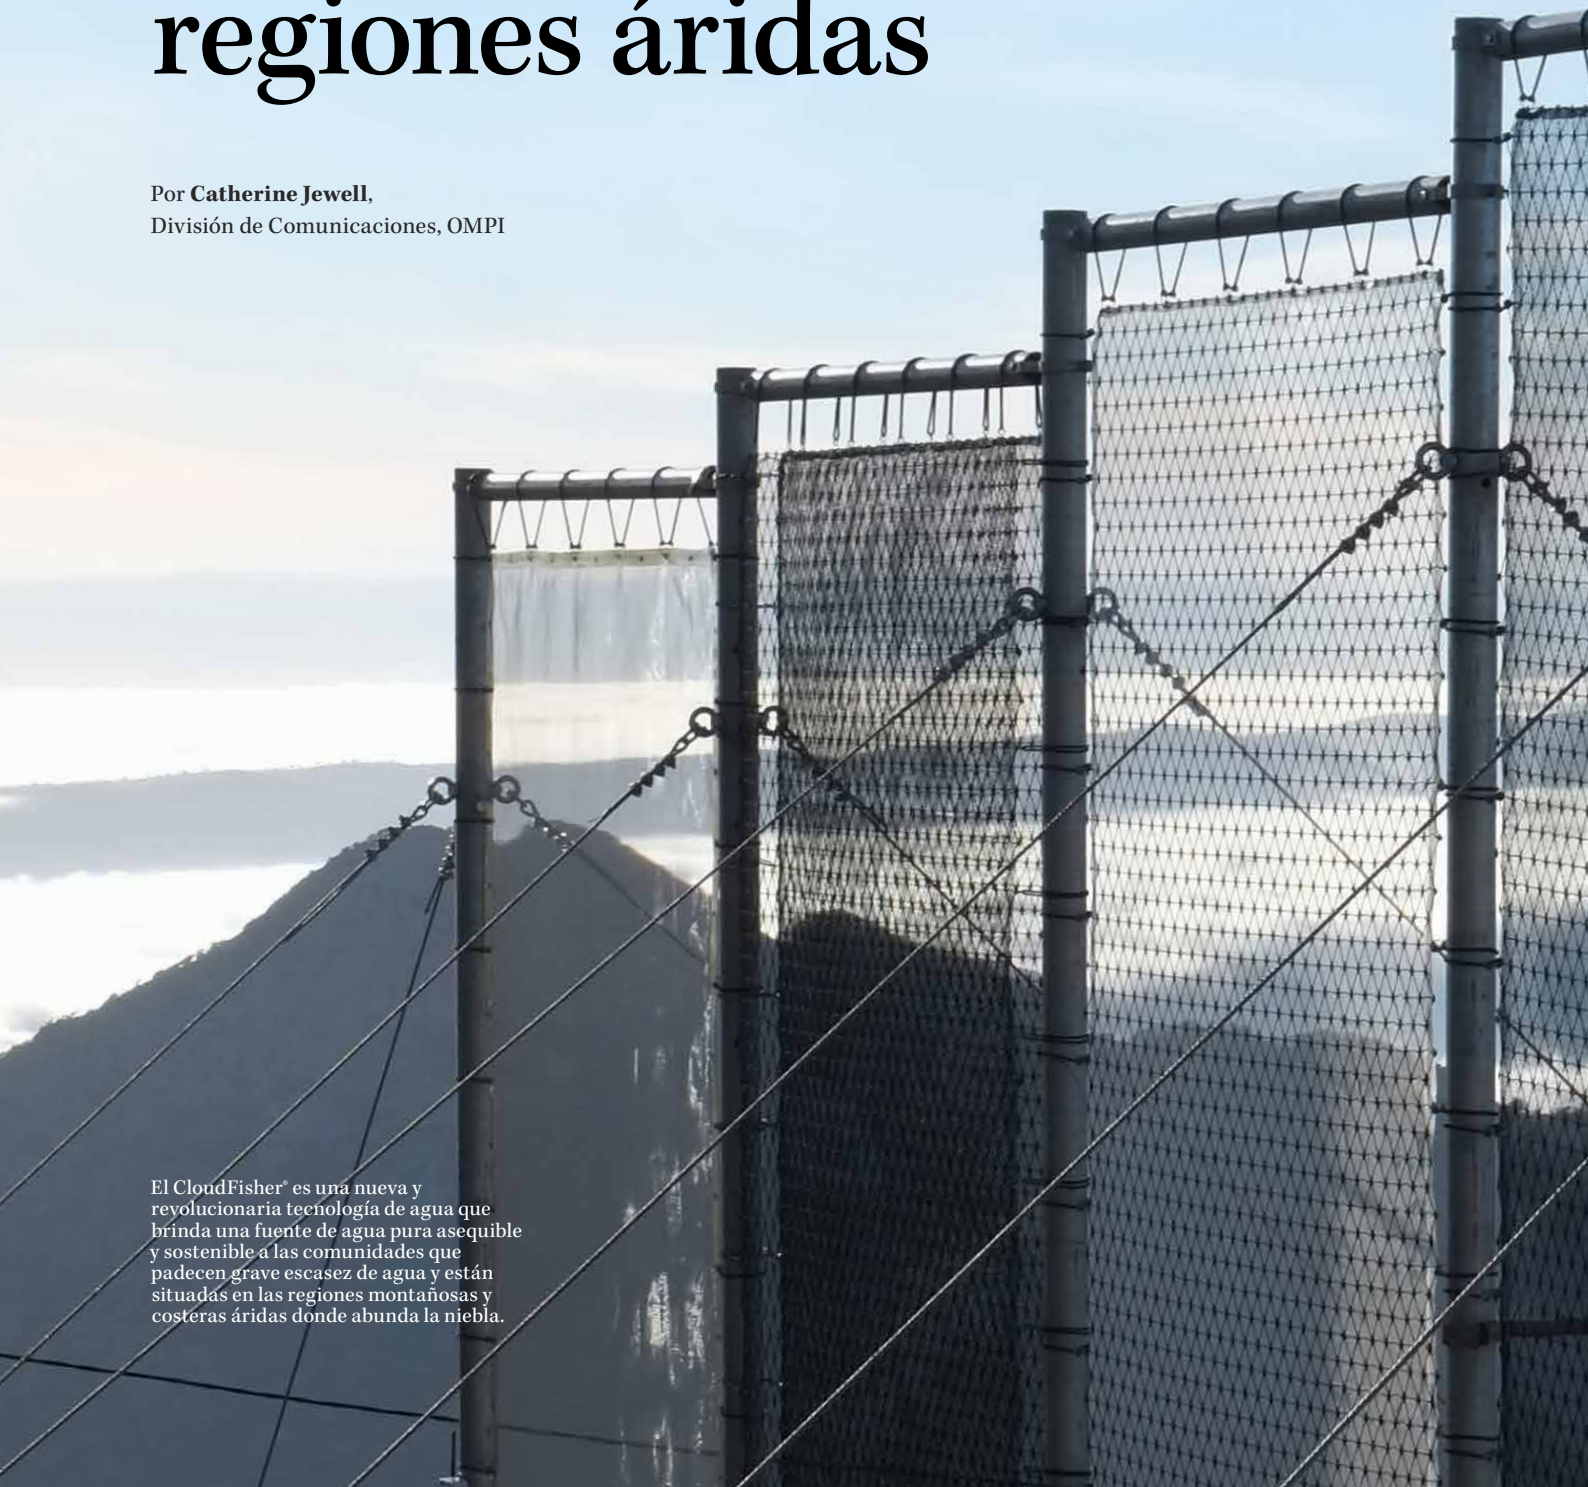 regiones áridas
Por Catherine Jewell,
División de Comunicaciones, OMPI
El CloudFisher® es una nueva y
revolucionaria tecnología de agua que
brinda una fuente de agua pura asequible
y sostenible a las comunidades que
padecen grave escasez de agua y están
situadas en las regiones montañosas y
costeras áridas donde abunda la niebla.